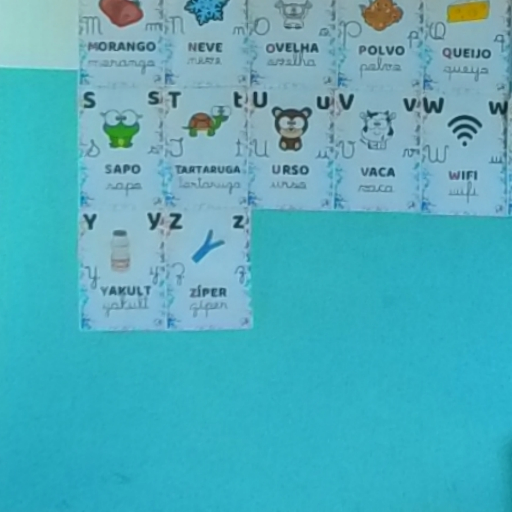 M m N n O o P p Q q
MORANGO NEVE OVELHA POLVO QUEIJO
morango neve ovelha polvo queijo
S s T t U u V v W w
S s T t U u V v W w
SAPO TARTARUGA URSO VACA WIFI
sapo tartaruga urso vaca wifi
Y y Z z
Y y Z z
YAKULT ZÍPER
yakult zíper